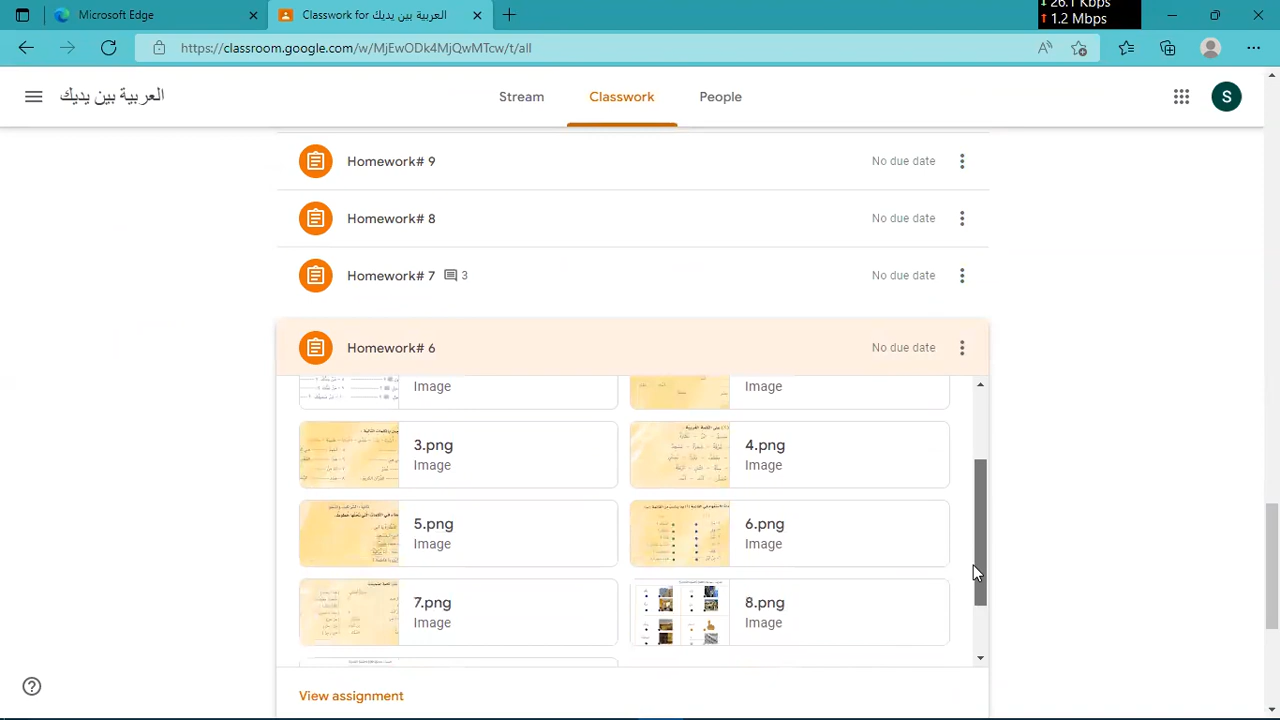 Microsoft Edge
Classwork for العربية بين يديك
26.1 Kbps
1.2 Mbps
https://classroom.google.com/w/MjEwODk4MjQwMTcw/t/all
العربية بين يديك
Stream
Classwork
People
S
Homework# 9
No due date
Homework# 8
No due date
Homework# 7
3
No due date
Homework# 6
No due date
Image
Image
3.png
Image
4.png
Image
5.png
Image
6.png
Image
7.png
Image
8.png
Image
View assignment